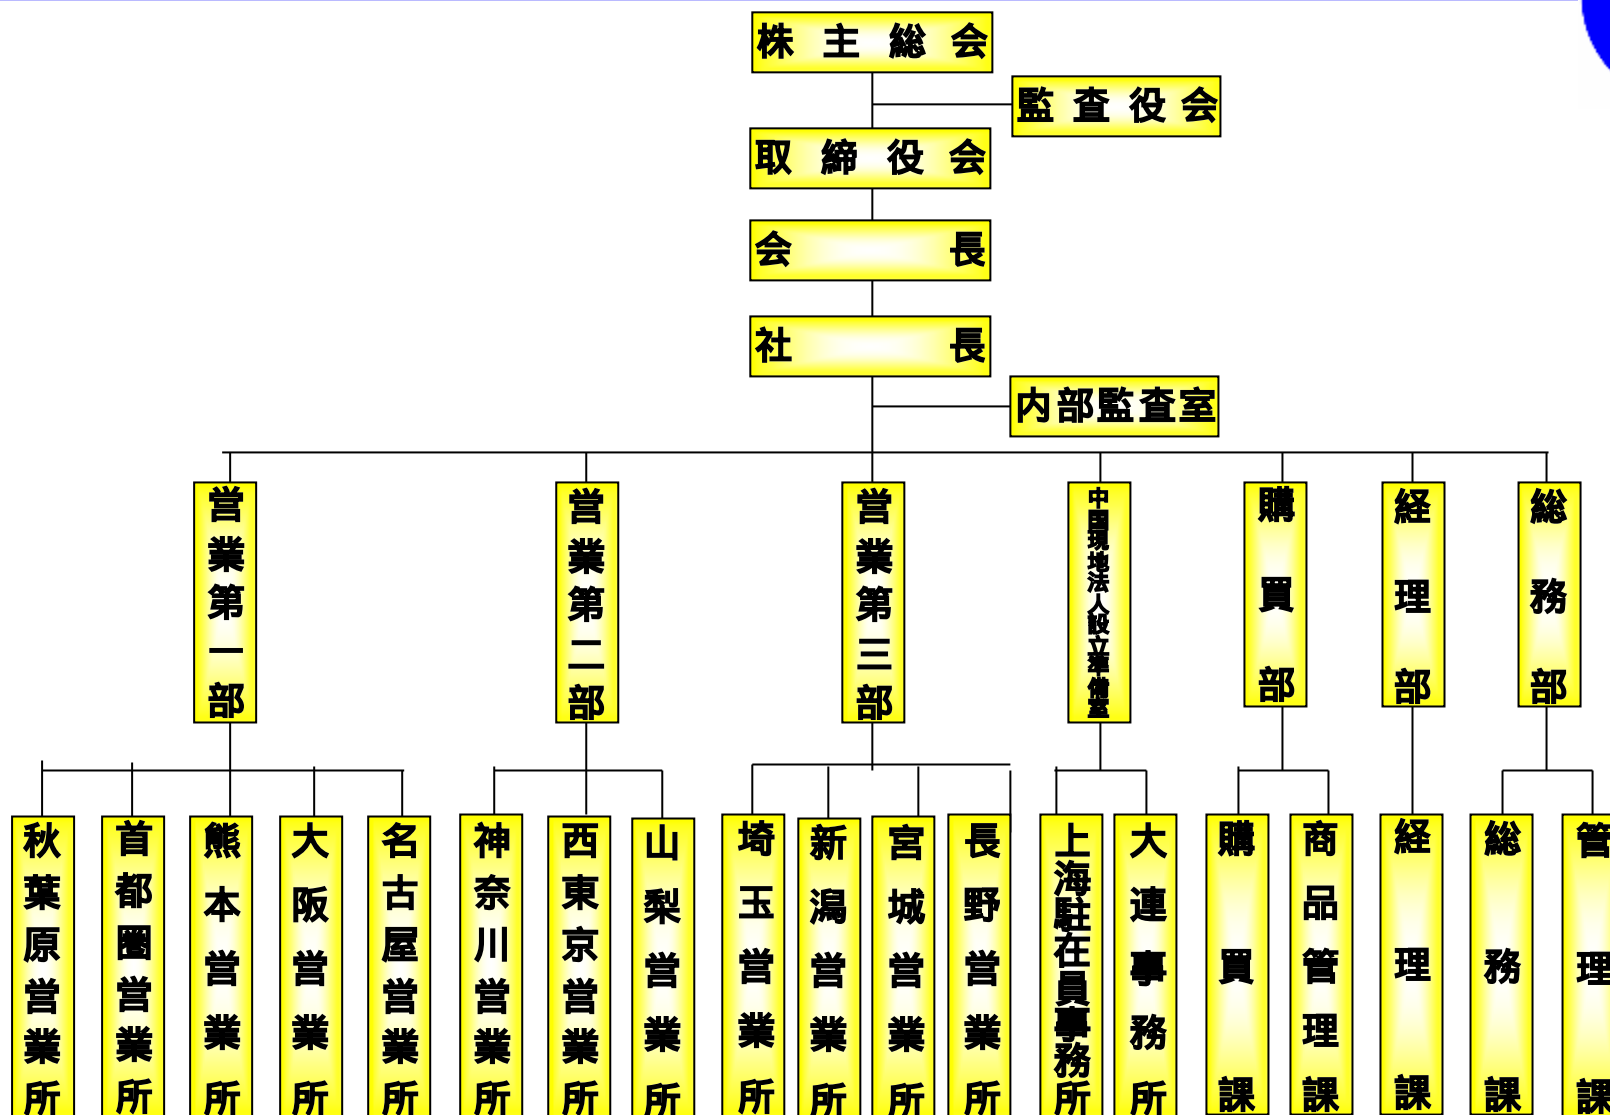 株主総会
監査役会
取締役会
会長
社長
内部監査室
営業第一部
営業第二部
営業第三部
中国現地法人設立準備室
購買部
経理部
総務部
秋葉原営業所
首都圏営業所
熊本営業所
大阪営業所
名古屋営業所
神奈川営業所
西東京営業所
山梨営業所
埼玉営業所
新潟営業所
宮城営業所
長野営業所
上海駐在員事務所
大連事務所
購買課
商品管理課
経理課
総務課
管理課